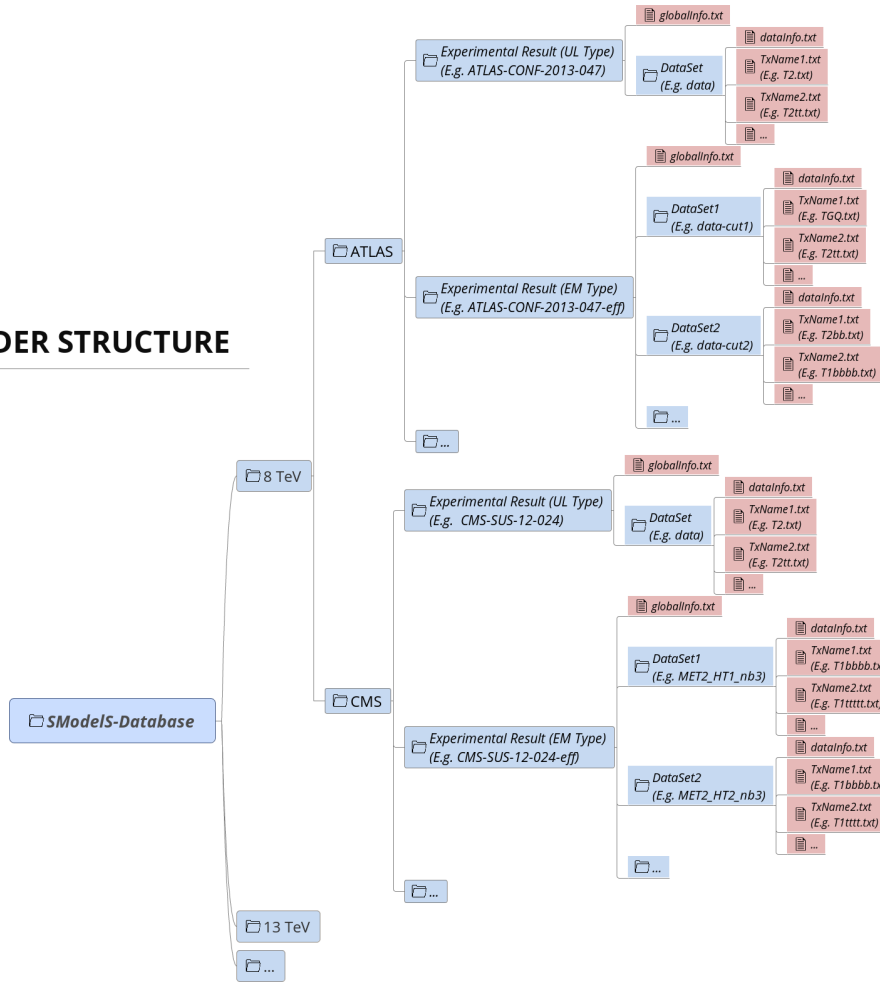 globalInfo.txt
dataInfo.txt
Experimental Result (UL Type)
(E.g. ATLAS-CONF-2013-047)
TxName1.txt
(E.g. T2.txt)
DataSet
(E.g. data)
TxName2.txt
(E.g. T2tt.txt)
...
globalInfo.txt
dataInfo.txt
TxName1.txt
(E.g. TGQ.txt)
DataSet1
(E.g. data-cut1)
TxName2.txt
(E.g. T2tt.txt)
ATLAS
...
Experimental Result (EM Type)
(E.g. ATLAS-CONF-2013-047-eff)
dataInfo.txt
TxName1.txt
(E.g. T2bb.txt)
DataSet2
(E.g. data-cut2)
DER STRUCTURE
TxName2.txt
(E.g. T1bbbb.txt)
...
...
...
globalInfo.txt
8 TeV
dataInfo.txt
Experimental Result (UL Type)
(E.g.  CMS-SUS-12-024)
TxName1.txt
(E.g. T2.txt)
DataSet
(E.g. data)
TxName2.txt
(E.g. T2tt.txt)
...
globalInfo.txt
dataInfo.txt
TxName1.txt
(E.g. T1bbbb.tx
DataSet1
(E.g. MET2_HT1_nb3)
TxName2.txt
(E.g. T1ttttt.txt
CMS
SModelS-Database
...
Experimental Result (EM Type)
(E.g. CMS-SUS-12-024-eff)
dataInfo.txt
TxName1.txt
(E.g. T1bbbb.tx
DataSet2
(E.g. MET2_HT2_nb3)
TxName2.txt
(E.g. T1tttt.txt)
...
...
...
13 TeV
...